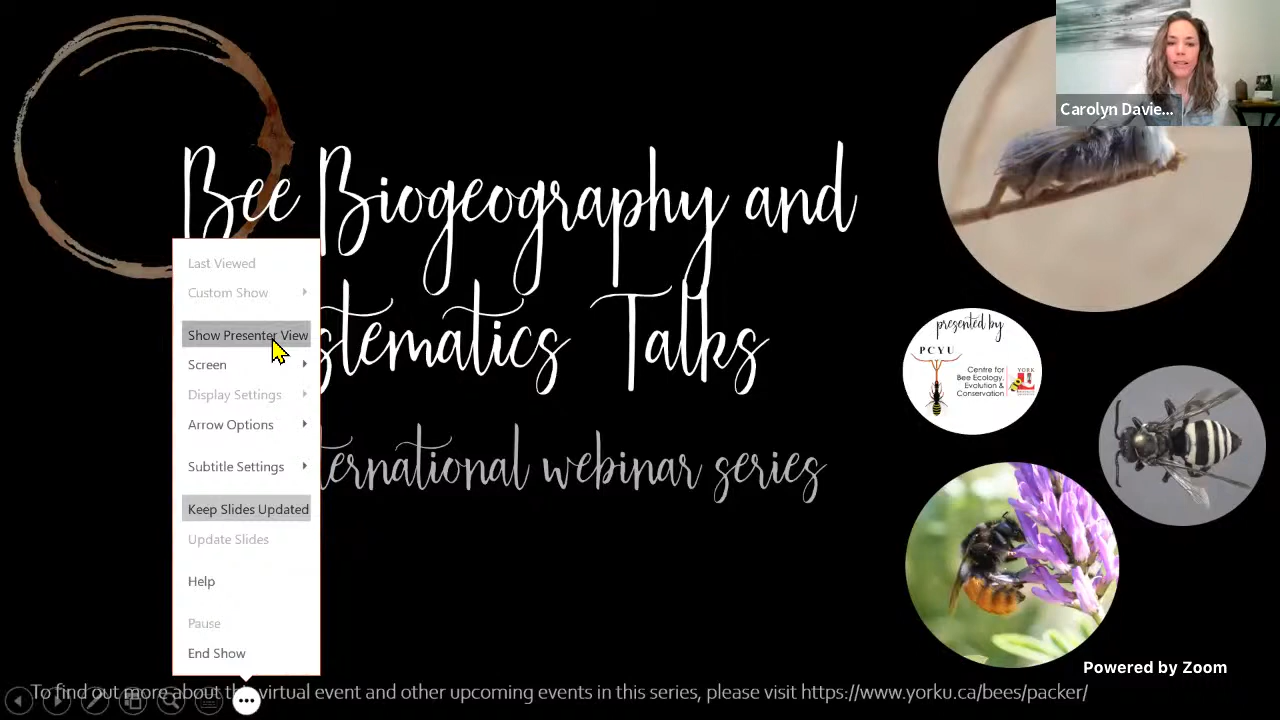 Carolyn Davie...
Bee Biogeography and
stematics Talks
ternational webinar series
presented by
PCYU
Centre for
Bee Ecology,
Evolution &
Conservation
YORK
U
Last Viewed
Custom Show
Show Presenter View
Screen
Display Settings
Arrow Options
Subtitle Settings
Keep Slides Updated
Update Slides
Help
Pause
End Show
Powered by Zoom
To find out more about this virtual event and other upcoming events in this series, please visit https://www.yorku.ca/bees/packer/